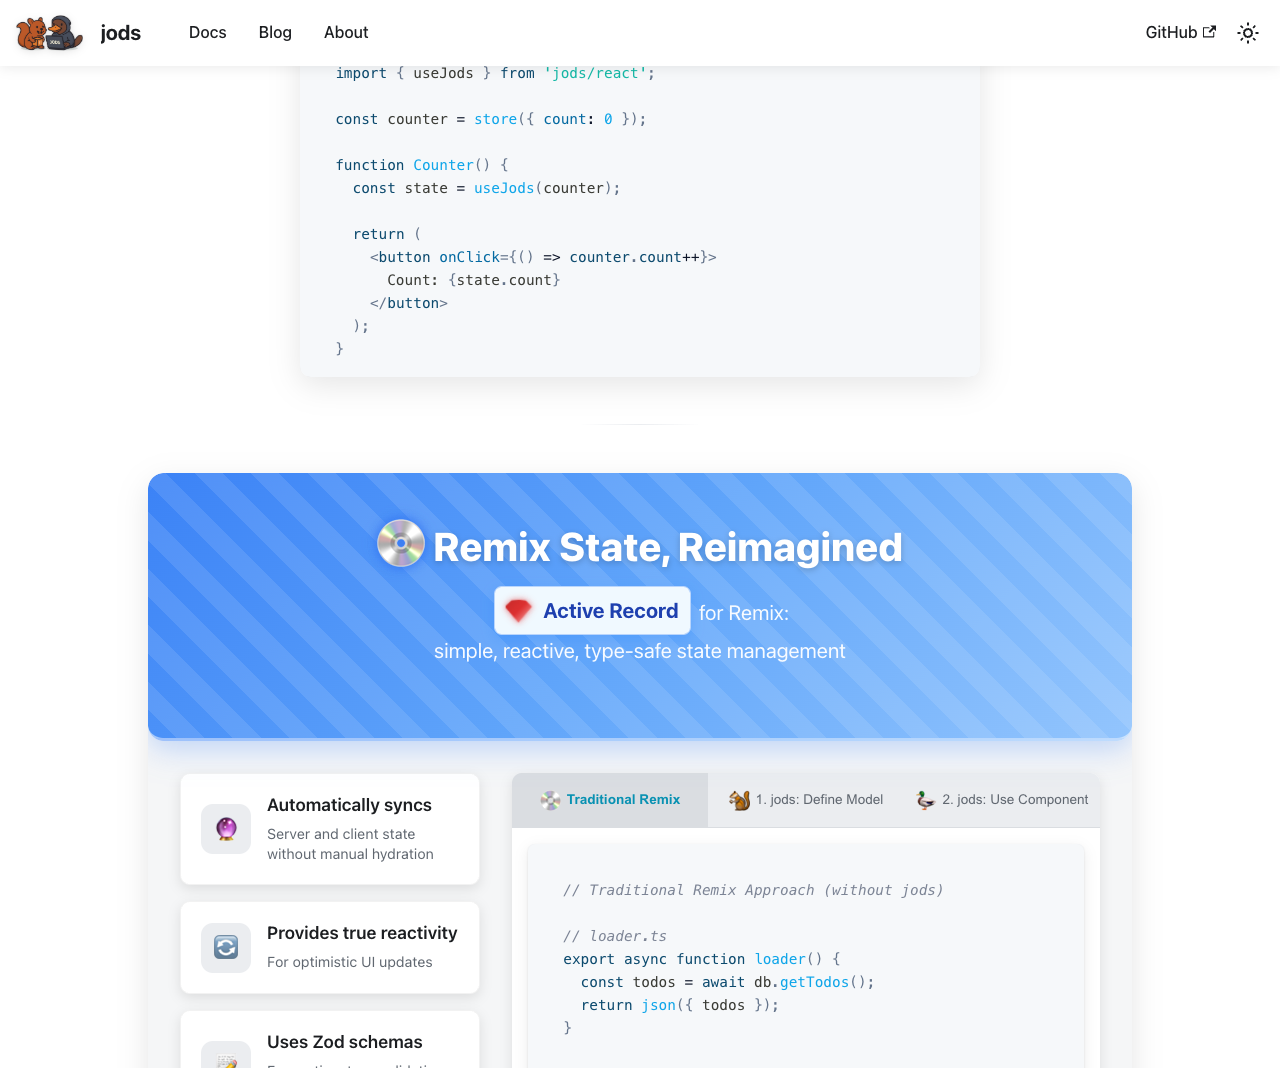 jods
Docs
Blog
About
GitHub
import { useJods } from 'jods/react';
const counter = store({ count: 0 });
function Counter() {
const state = useJods(counter);
return (
<button onClick={() => counter.count++}>
Count: {state.count}
</button>
);
}
Remix State, Reimagined
Active Record for Remix:
simple, reactive, type-safe state management
Automatically syncs
Server and client state
without manual hydration
Provides true reactivity
For optimistic UI updates
Uses Zod schemas
Traditional Remix
1. jods: Define Model
2. jods: Use Component
// Traditional Remix Approach (without jods)
// loader.ts
export async function loader() {
const todos = await db.getTodos();
return json({ todos });
}